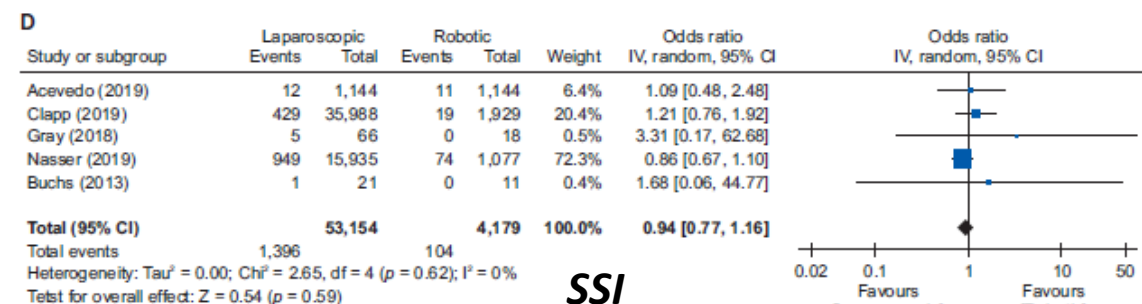 D
Laparoscopic Robotic Odds ratio Odds ratio
Study or subgroup Events Total Events Total Weight IV, random, 95% CI IV, random, 95% CI
Acevedo (2019) 12 1,144 11 1,144 6.4% 1.09 [0.48, 2.48]
Clapp (2019) 429 35,988 19 1,929 20.4% 1.21 [0.76, 1.92]
Gray (2018) 5 66 0 18 0.5% 3.31 [0.17, 62.68]
Nasser (2019) 949 15,935 74 1,077 72.3% 0.86 [0.67, 1.10]
Buchs (2013) 1 21 0 11 0.4% 1.68 [0.06, 44.77]
Total (95% CI) 53,154 4,179 100.0% 0.94 [0.77, 1.16]
Total events 1,396 104
Heterogeneity: Tau² = 0.00; Chi² = 2.65, df = 4 (p = 0.62); I² = 0% 0.02 0.1 1 10 50
Tetst for overall effect: Z = 0.54 (p = 0.59) SSI Favours Favours